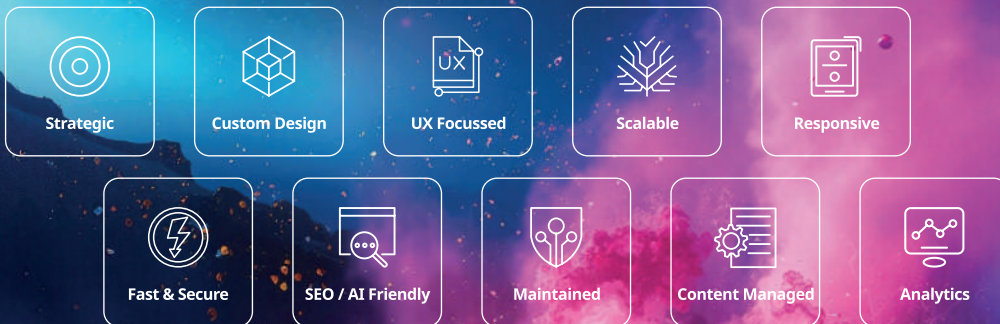 UX
Strategic
Custom Design
UX Focussed
Scalable
Responsive
Fast & Secure
SEO / AI Friendly
Maintained
Content Managed
Analytics